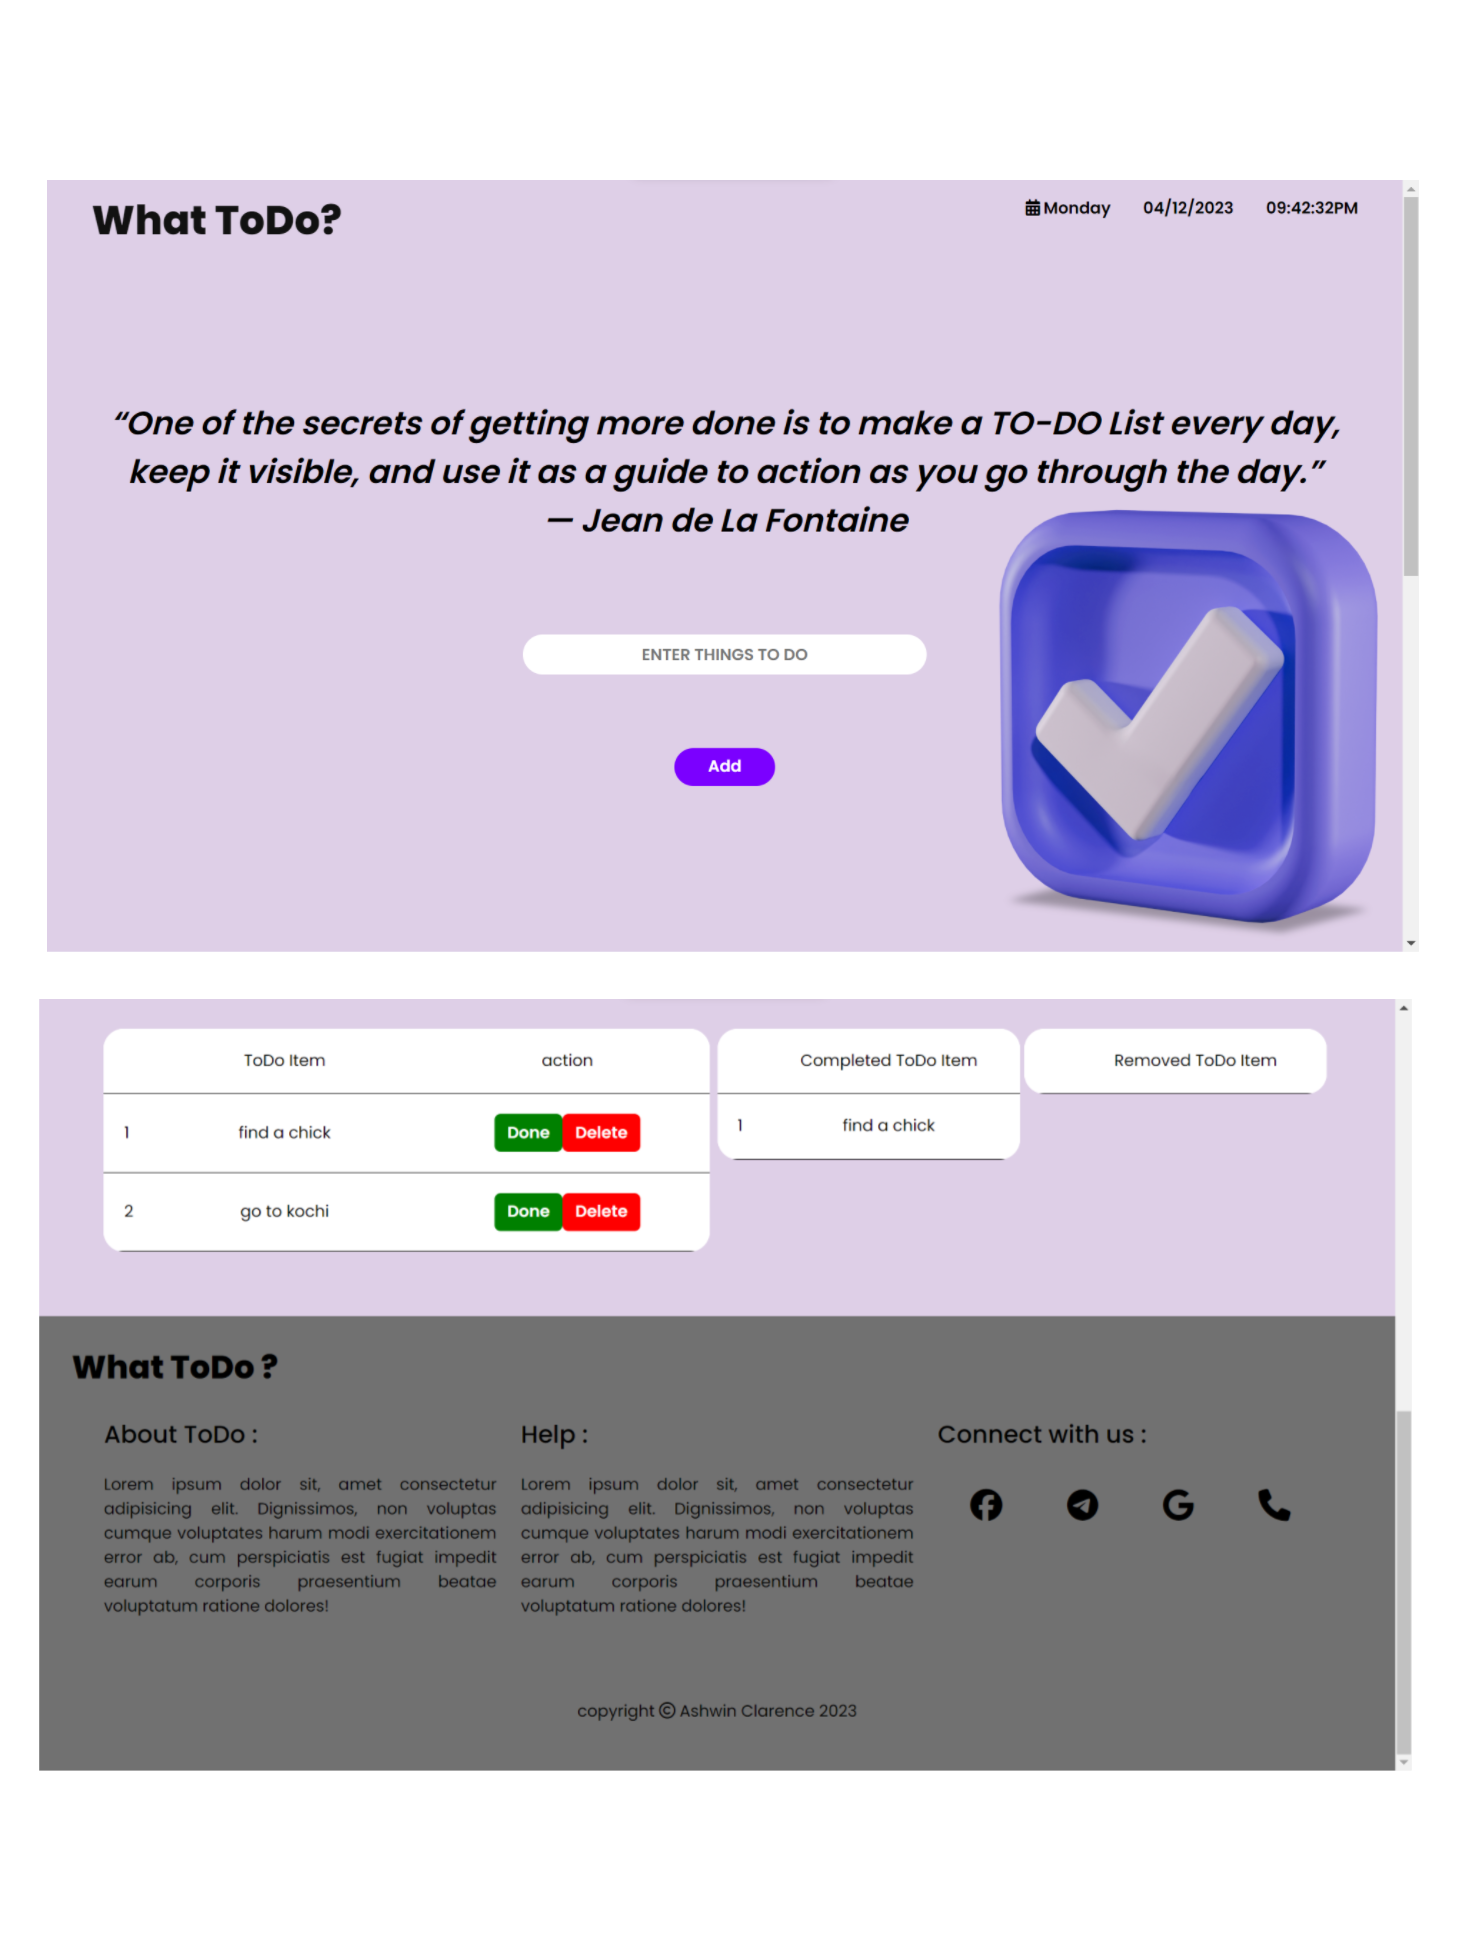 What ToDo?
Monday 04/12/2023 09:42:32PM
“One of the secrets of getting more done is to make a TO-DO List every day,
keep it visible, and use it as a guide to action as you go through the day.”
— Jean de La Fontaine
ENTER THINGS TO DO
Add
ToDo Item action
1 find a chick Done Delete
2 go to kochi Done Delete
Completed ToDo Item
1 find a chick
Removed ToDo Item
What ToDo ?
About ToDo :
Lorem ipsum dolor sit, amet consectetur
adipisicing elit. Dignissimos, non voluptas
cumque voluptates harum modi exercitationem
error ab, cum perspiciatis est fugiat impedit
earum corporis praesentium beatae
voluptatum ratione dolores!
Help :
Lorem ipsum dolor sit, amet consectetur
adipisicing elit. Dignissimos, non voluptas
cumque voluptates harum modi exercitationem
error ab, cum perspiciatis est fugiat impedit
earum corporis praesentium beatae
voluptatum ratione dolores!
Connect with us :
copyright © Ashwin Clarence 2023